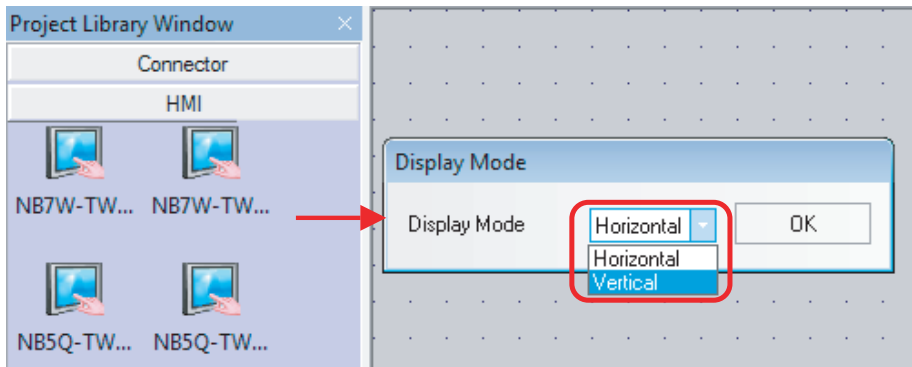 Project Library Window
Connector
HMI
NB7W-TW... NB7W-TW...
NB5Q-TW... NB5Q-TW...
Display Mode
Display Mode Horizontal OK
Horizontal
Vertical